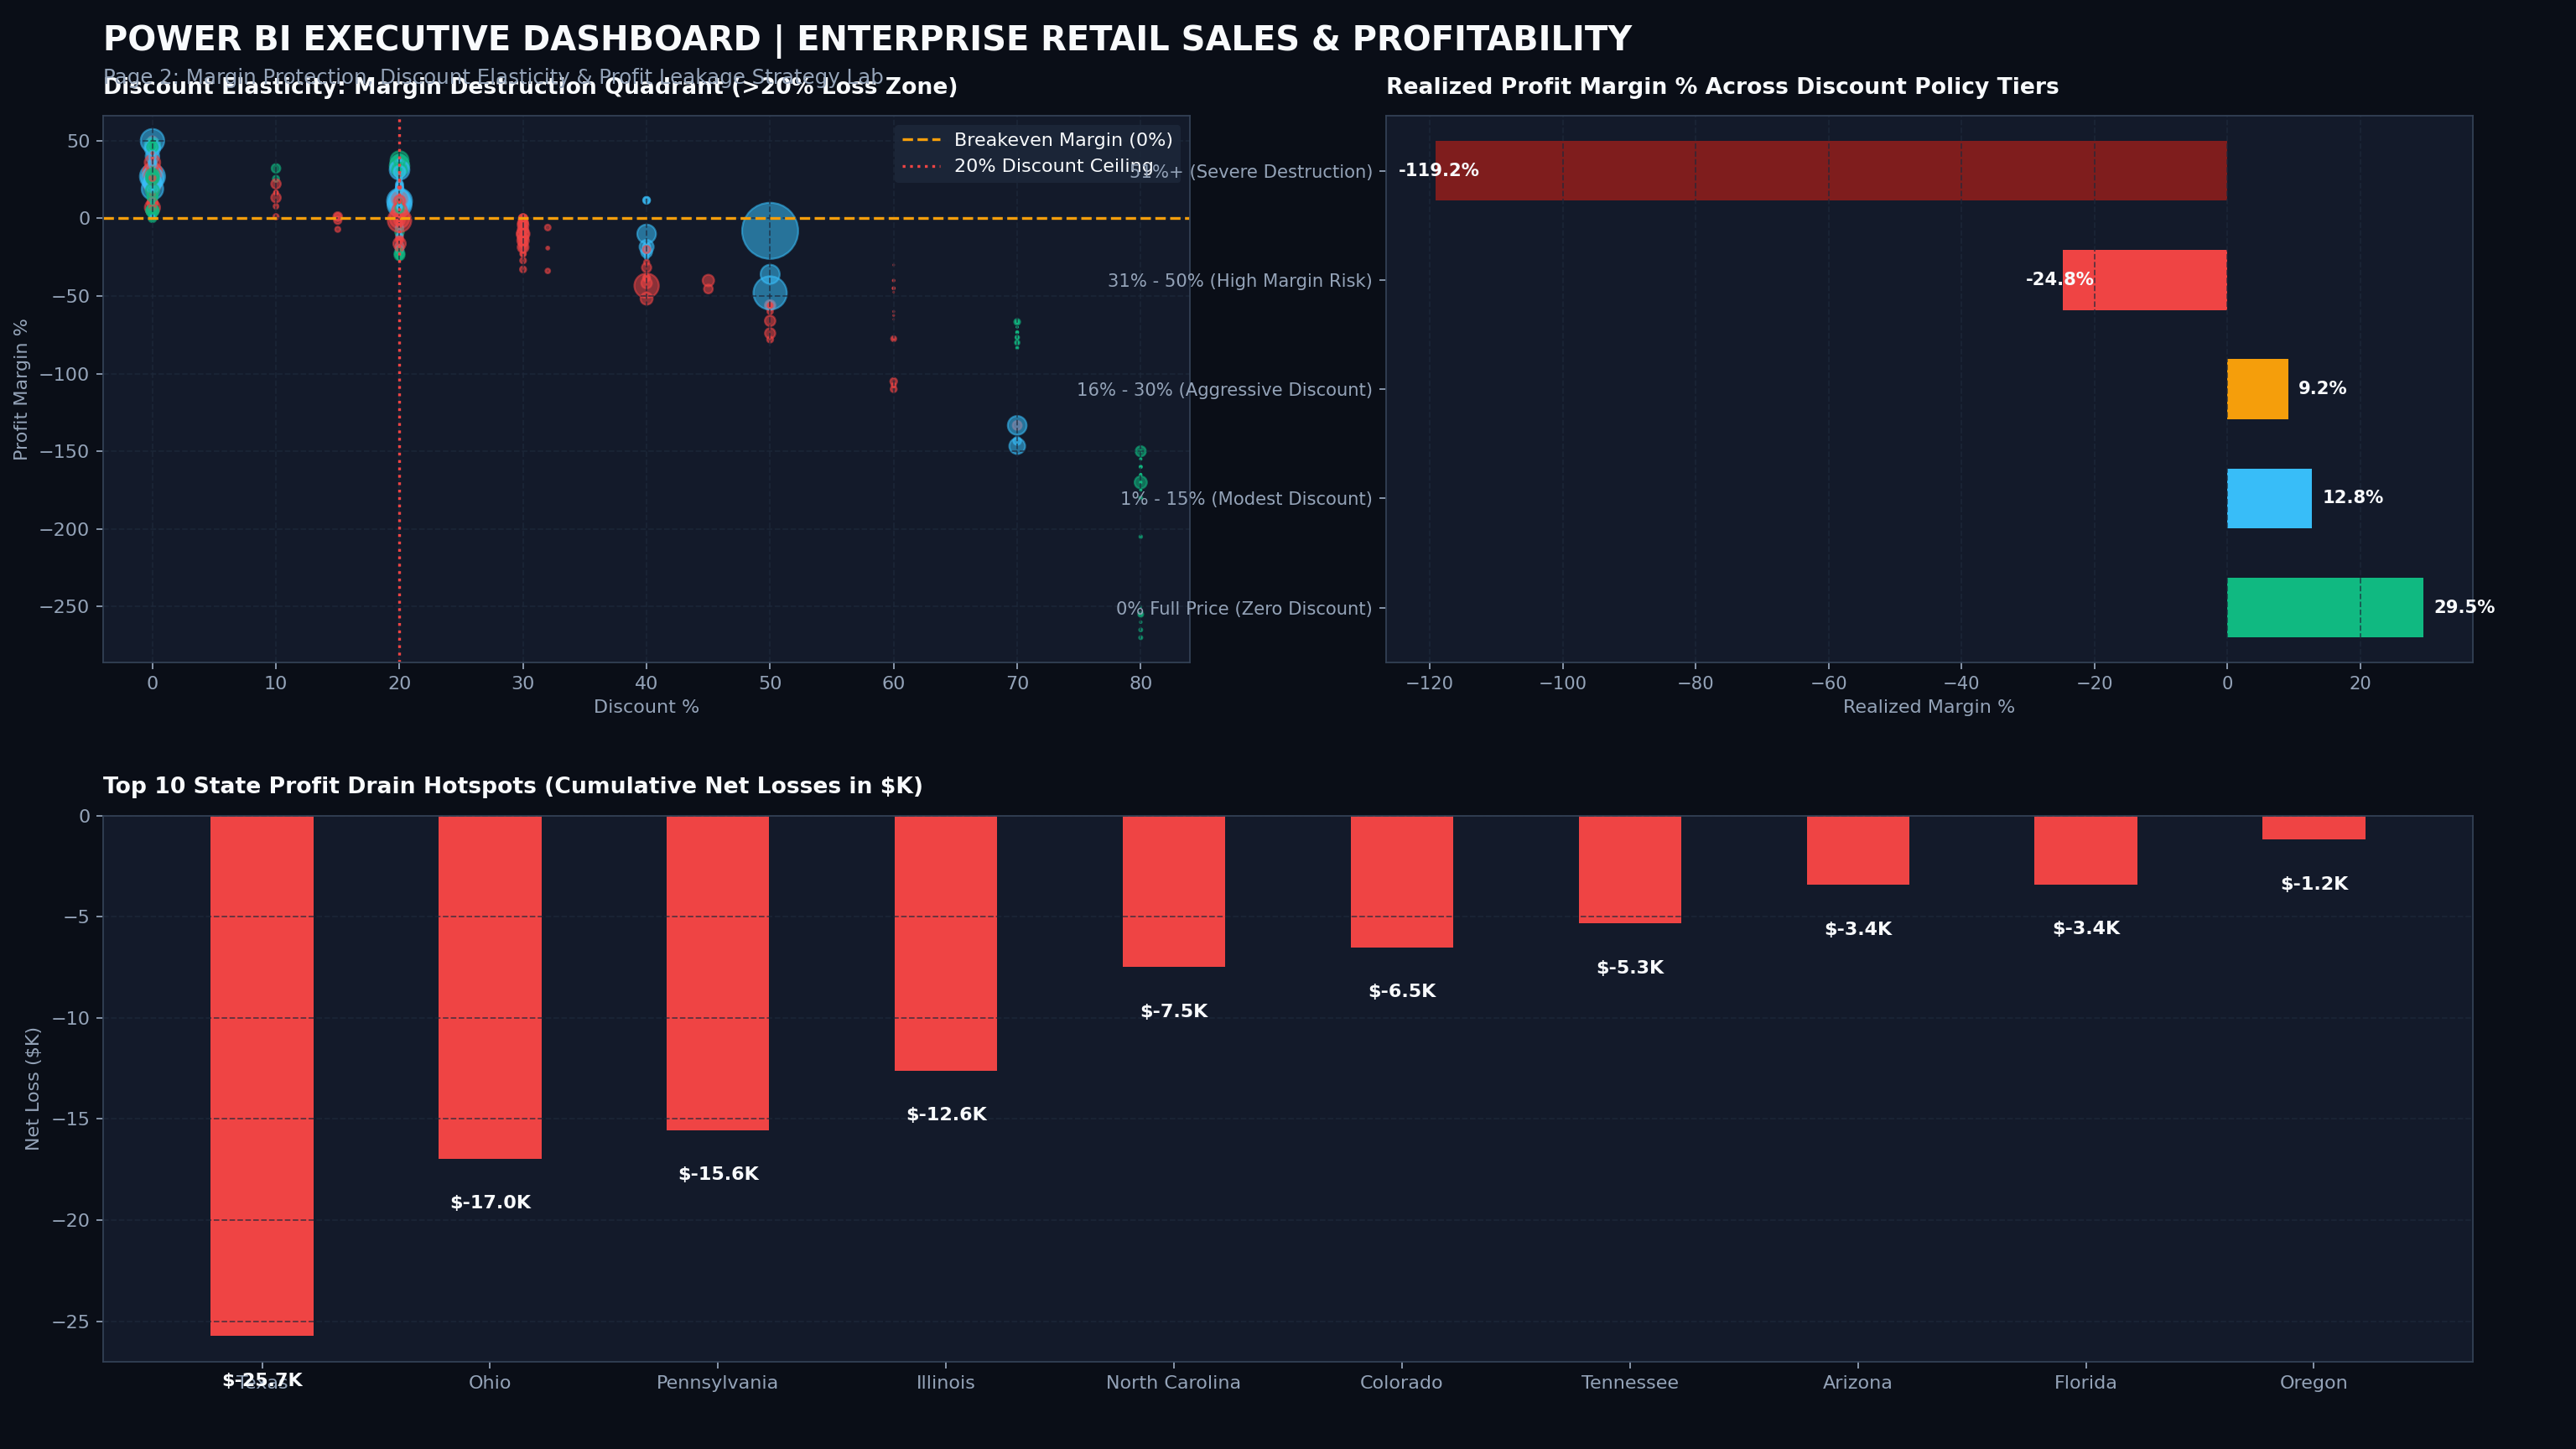 POWER BI EXECUTIVE DASHBOARD | ENTERPRISE RETAIL SALES & PROFITABILITY
Page 2: Margin Protection, Discount Elasticity & Profit Leakage Strategy Lab
Discount Elasticity: Margin Destruction Quadrant (>20% Loss Zone)
Breakeven Margin (0%)
20% Discount Ceiling
50
0
−50
−100
−150
−200
−250
Profit Margin %
0 10 20 30 40 50 60 70 80
Discount %
Realized Profit Margin % Across Discount Policy Tiers
51%+ (Severe Destruction) -119.2%
31% - 50% (High Margin Risk) -24.8%
16% - 30% (Aggressive Discount) 9.2%
1% - 15% (Modest Discount) 12.8%
0% Full Price (Zero Discount) 29.5%
−120 −100 −80 −60 −40 −20 0 20
Realized Margin %
Top 10 State Profit Drain Hotspots (Cumulative Net Losses in $K)
0
−5
−10
−15
−20
−25
Net Loss ($K)
$-25.7K
$-17.0K
$-15.6K
$-12.6K
$-7.5K
$-6.5K
$-5.3K
$-3.4K
$-3.4K
$-1.2K
Texas Ohio Pennsylvania Illinois North Carolina Colorado Tennessee Arizona Florida Oregon